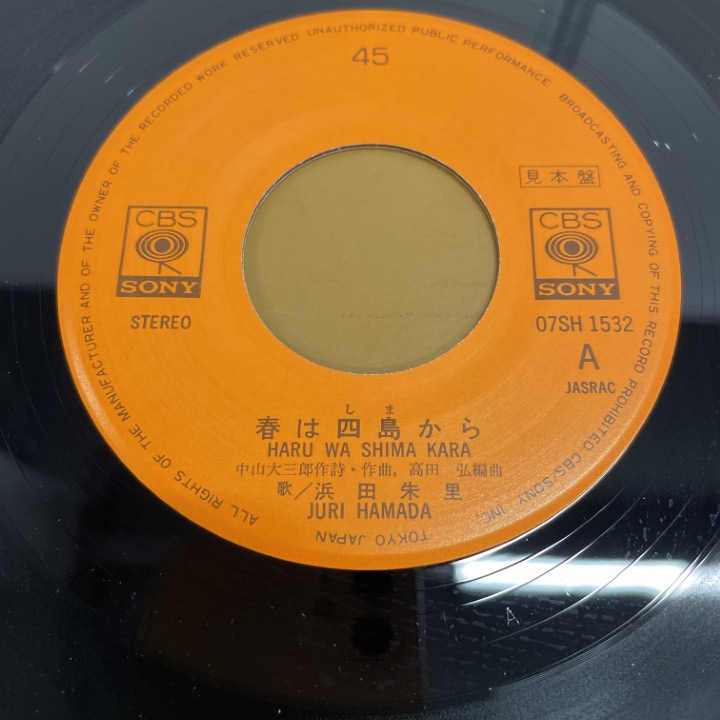 ALL RIGHTS OF THE MANUFACTURER AND OF THE OWNER OF THE RECORDED WORK RESERVED UNAUTHORIZED PUBLIC PERFORMANCE BROADCASTING AND COPYING OF THIS RECORD PROHIBITED CBS/SONY INC.
TOKYO JAPAN
45
見本盤
CBS
SONY
CBS
SONY
STEREO
07SH 1532
A
JASRAC
しま
春は四島から
HARU WA SHIMA KARA
中山大三郎作詩・作曲, 高田 弘編曲
歌/浜田朱里
JURI HAMADA
A